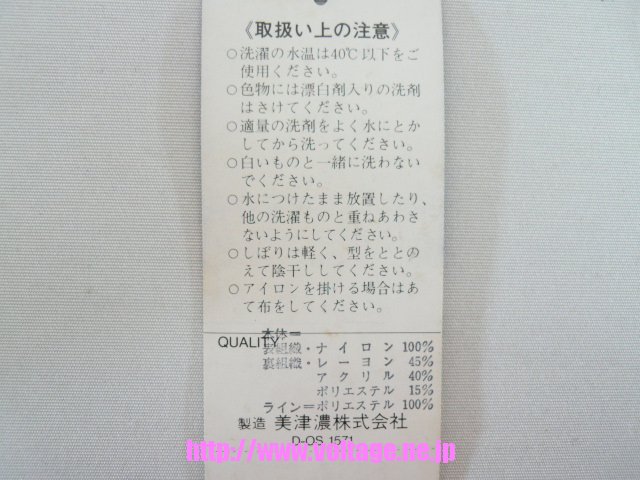 《取扱い上の注意》
○洗濯の水温は40℃以下をご
使用ください。
○色物には漂白剤入りの洗剤
はさけてください。
○適量の洗剤をよく水にとか
してから洗ってください。
○白いものと一緒に洗わない
でください。
○水につけたまま放置したり、
他の洗濯ものと重ねあわさ
ないようにしてください。
○しぼりは軽く、型をととの
えて陰干ししてください。
○アイロンを掛ける場合はあ
て布をしてください。
本体＝
QUALITY
裏組織・ナイロン 100%
裏組織・レーヨン 45%
アクリル 40%
ポリエステル 15%
ライン＝ポリエステル 100%
製造 美津濃株式会社
D-OS 1571
http://www.voltage.ne.jp